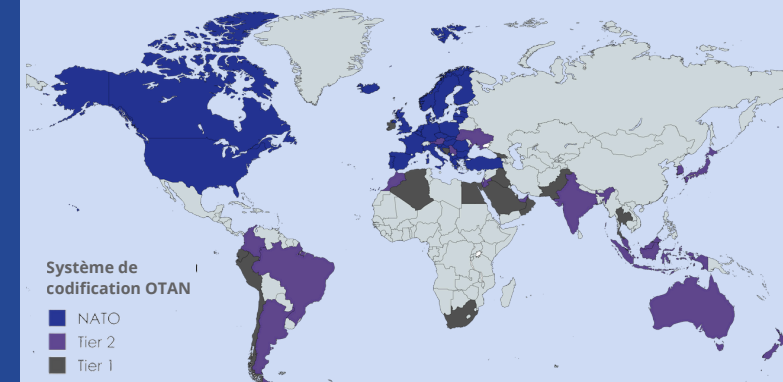 Système de
codification OTAN
NATO
Tier 2
Tier 1